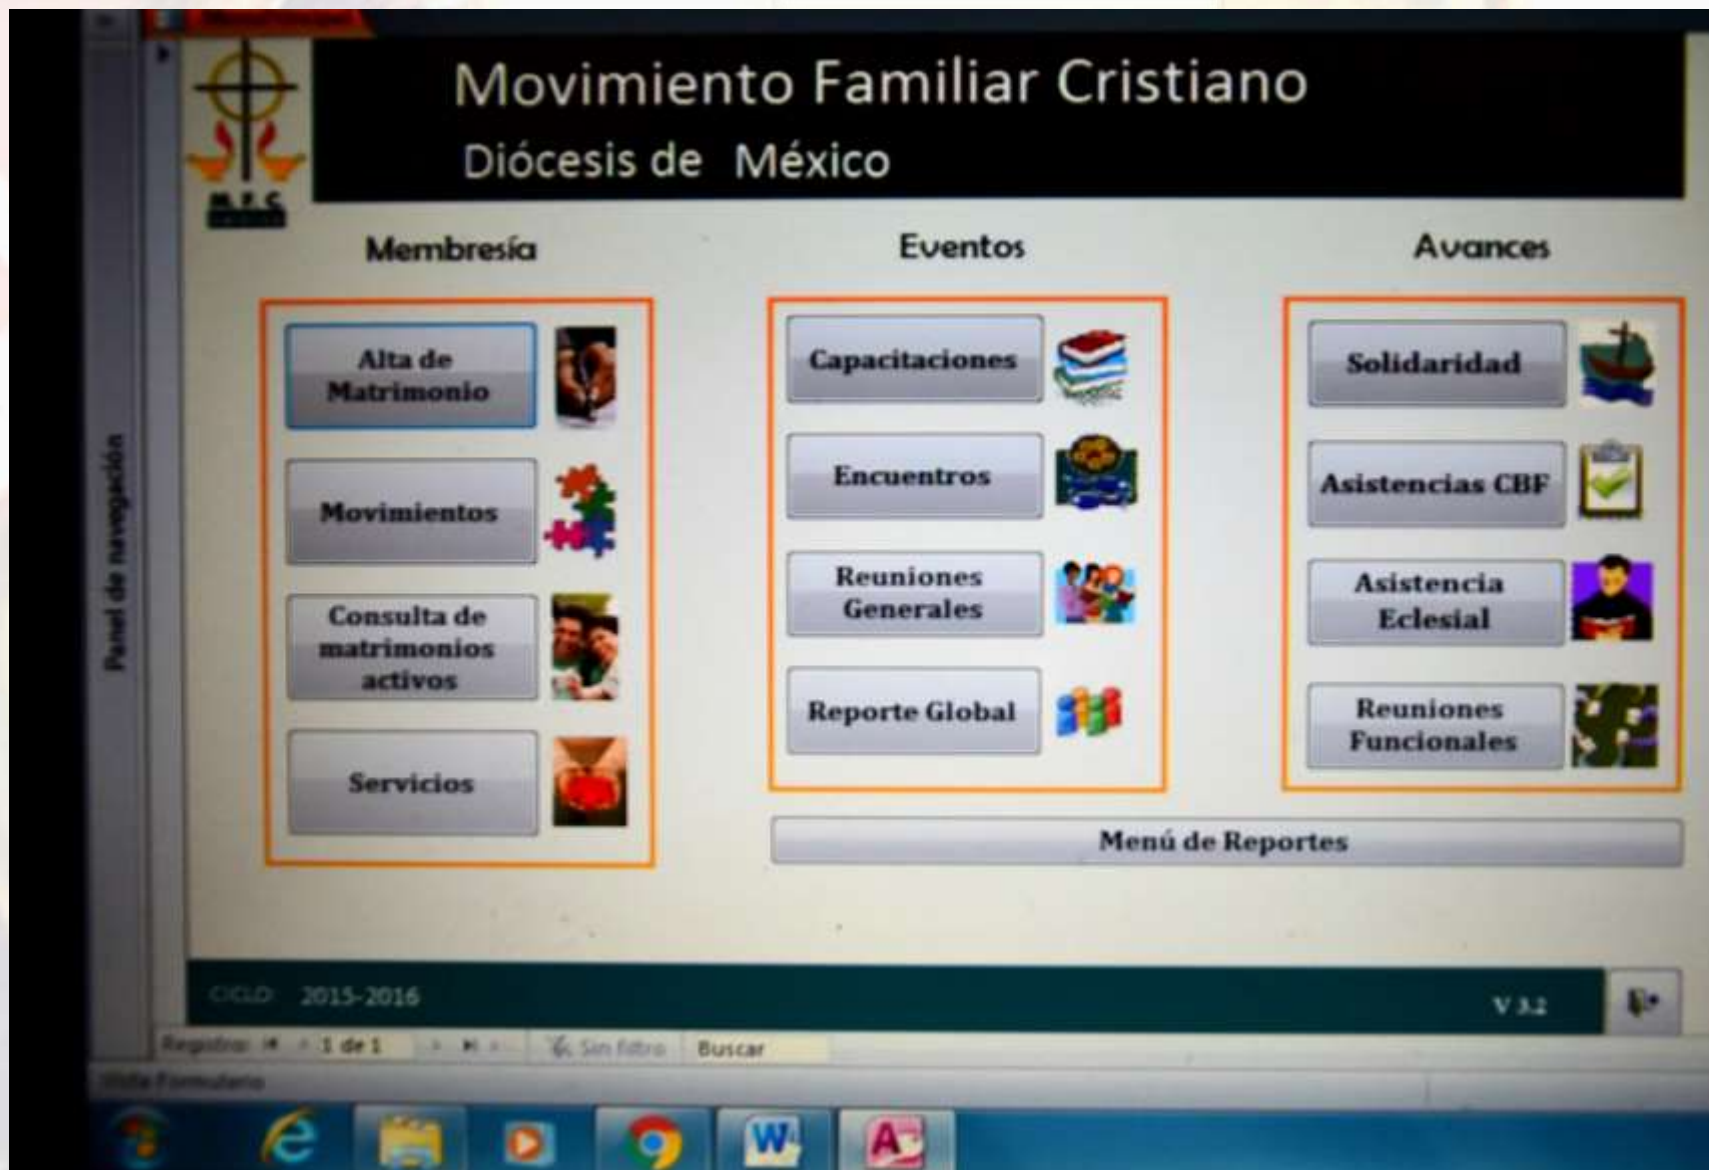 Movimiento Familiar Cristiano
Diócesis de México
M. F. C.
Membresía
Alta de
Matrimonio
Movimientos
Consulta de
matrimonios
activos
Servicios
Eventos
Capacitaciones
Encuentros
Reuniones
Generales
Reporte Global
Avances
Solidaridad
Asistencias CBF
Asistencia
Eclesial
Reuniones
Funcionales
Menú de Reportes
Panel de navegación
CICLO: 2015-2016
V 3.2
Registro: 1 de 1 Sin filtro Buscar
Vista Formulario